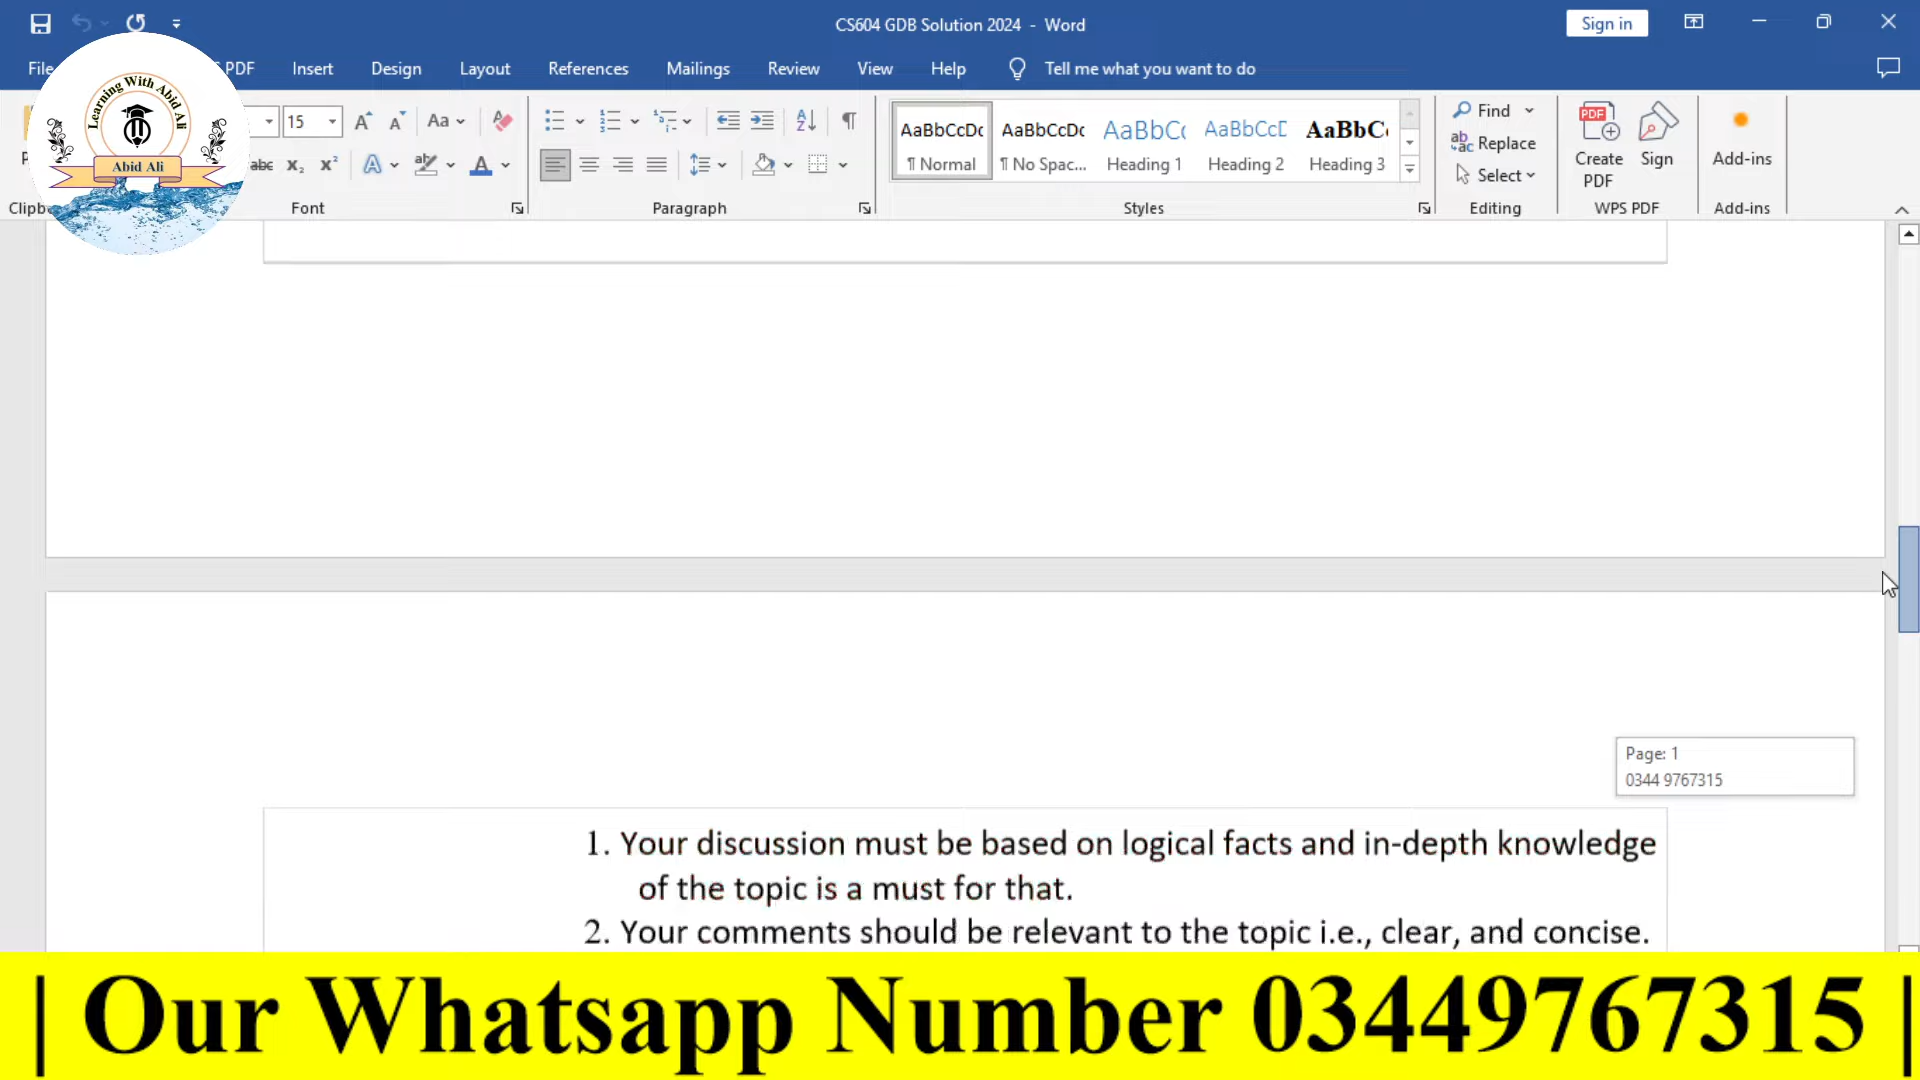 CS604 GDB Solution 2024 - Word
Sign in
File
PDF
Insert
Design
Layout
References
Mailings
Review
View
Help
Tell me what you want to do
Learning With Abid Ali
Abid Ali
15
Aa
abc
x₂
x²
A
AaBbCcDc
AaBbCcDc
AaBbC
AaBbCcD
AaBbC
¶ Normal
¶ No Spac...
Heading 1
Heading 2
Heading 3
Find
Replace
Select
Create PDF
Sign
Add-ins
Font
Paragraph
Styles
Editing
WPS PDF
Add-ins
Page: 1
0344 9767315
1. Your discussion must be based on logical facts and in-depth knowledge
of the topic is a must for that.
2. Your comments should be relevant to the topic i.e., clear, and concise.
| Our Whatsapp Number 03449767315 |